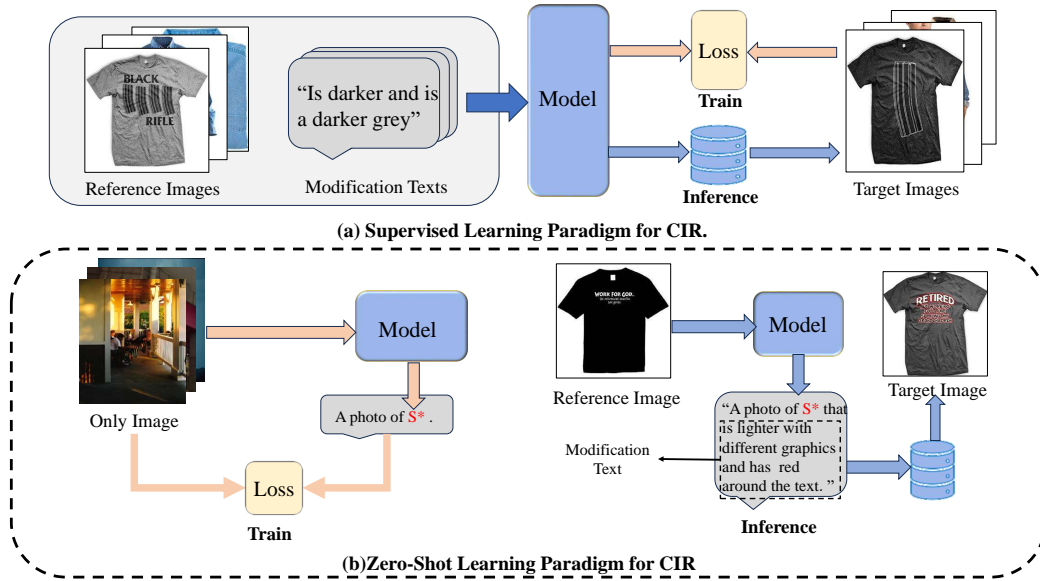 BLACK
RIFLE
Reference Images
“Is darker and is
a darker grey”
Modification Texts
Model
Loss
Train
Inference
Target Images
(a) Supervised Learning Paradigm for CIR.
Only Image
Model
A photo of S* .
Loss
Train
WORK FOR GOD..
Reference Image
Model
“A photo of S* that
is lighter with
different graphics
and has red
around the text. ”
Modification
Text
Inference
RETIRED
Target Image
(b)Zero-Shot Learning Paradigm for CIR